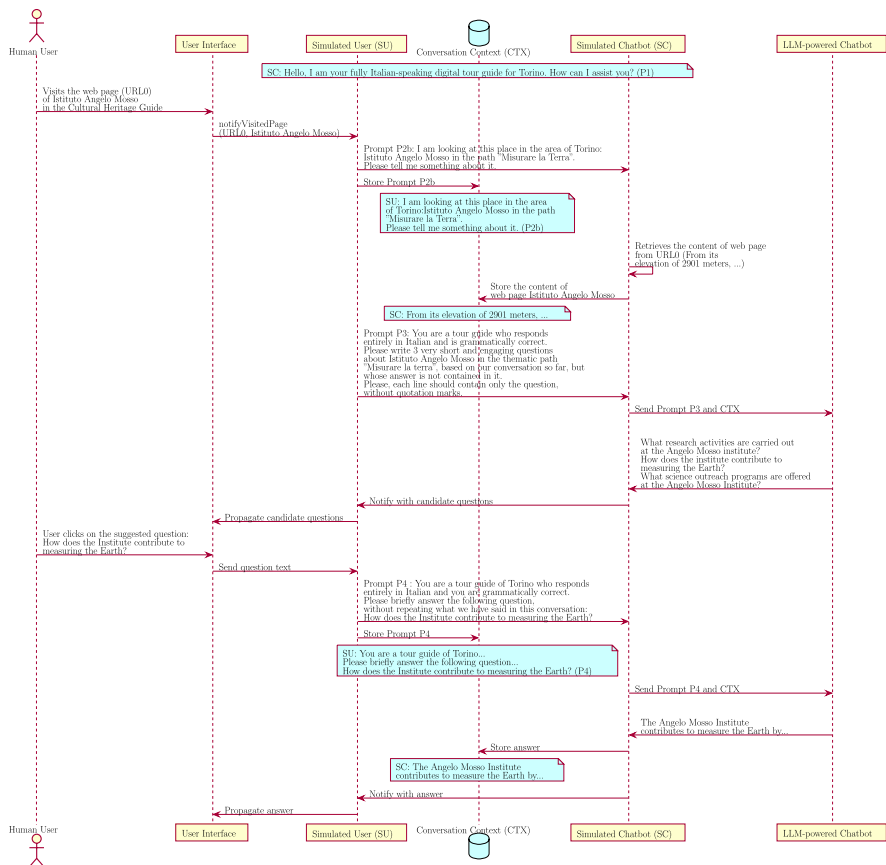 Human User
User Interface
Simulated User (SU)
Conversation Context (CTX)
Simulated Chatbot (SC)
LLM-powered Chatbot
SC: Hello, I am your fully Italian-speaking digital tour guide for Torino. How can I assist you? (P1)
Visits the web page (URL0)
of Istituto Angelo Mosso
in the Cultural Heritage Guide
notifyVisitedPage
(URL0, Istituto Angelo Mosso)
Prompt P2b: I am looking at this place in the area of Torino:
Istituto Angelo Mosso in the path "Misurare la Terra".
Please tell me something about it.
Store Prompt P2b
SU: I am looking at this place in the area
of Torino:Istituto Angelo Mosso in the path
"Misurare la Terra".
Please tell me something about it. (P2b)
Retrieves the content of web page
from URL0 (From its
elevation of 2901 meters, ...)
Store the content of
web page Istituto Angelo Mosso
SC: From its elevation of 2901 meters, ...
Prompt P3: You are a tour guide who responds
entirely in Italian and is grammatically correct.
Please write 3 very short and engaging questions
about Istituto Angelo Mosso in the thematic path
"Misurare la terra", based on our conversation so far, but
whose answer is not contained in it.
Please, each line should contain only the question,
without quotation marks.
Send Prompt P3 and CTX
What research activities are carried out
at the Angelo Mosso institute?
How does the institute contribute to
measuring the Earth?
What science outreach programs are offered
at the Angelo Mosso Institute?
Notify with candidate questions
Propagate candidate questions
User clicks on the suggested question:
How does the Institute contribute to
measuring the Earth?
Send question text
Prompt P4 : You are a tour guide of Torino who responds
entirely in Italian and you are grammatically correct.
Please briefly answer the following question,
without repeating what we have said in this conversation:
How does the Institute contribute to measuring the Earth?
Store Prompt P4
SU: You are a tour guide of Torino...
Please briefly answer the following question...
How does the Institute contribute to measuring the Earth? (P4)
Send Prompt P4 and CTX
The Angelo Mosso Institute
contributes to measure the Earth by...
Store answer
SC: The Angelo Mosso Institute
contributes to measure the Earth by...
Notify with answer
Propagate answer
Human User
User Interface
Simulated User (SU)
Conversation Context (CTX)
Simulated Chatbot (SC)
LLM-powered Chatbot